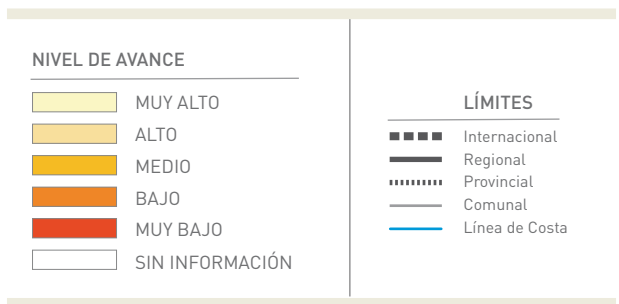 NIVEL DE AVANCE
MUY ALTO
ALTO
MEDIO
BAJO
MUY BAJO
SIN INFORMACIÓN
LÍMITES
Internacional
Regional
Provincial
Comunal
Línea de Costa